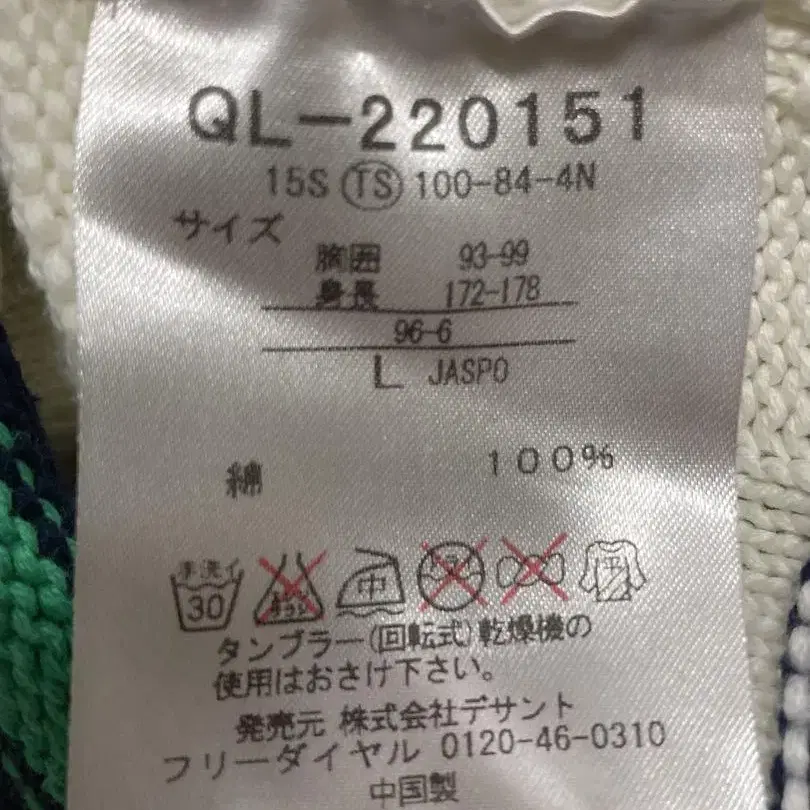 QL-220151
15S TS 100-84-4N
サイズ
胸囲 93-99
身長 172-178
96-6
L JASPO
綿 100%
手洗イ 30 中
タンブラー(回転式)乾燥機の
使用はおさけ下さい。
発売元 株式会社デサント
フリーダイヤル 0120-46-0310
中国製